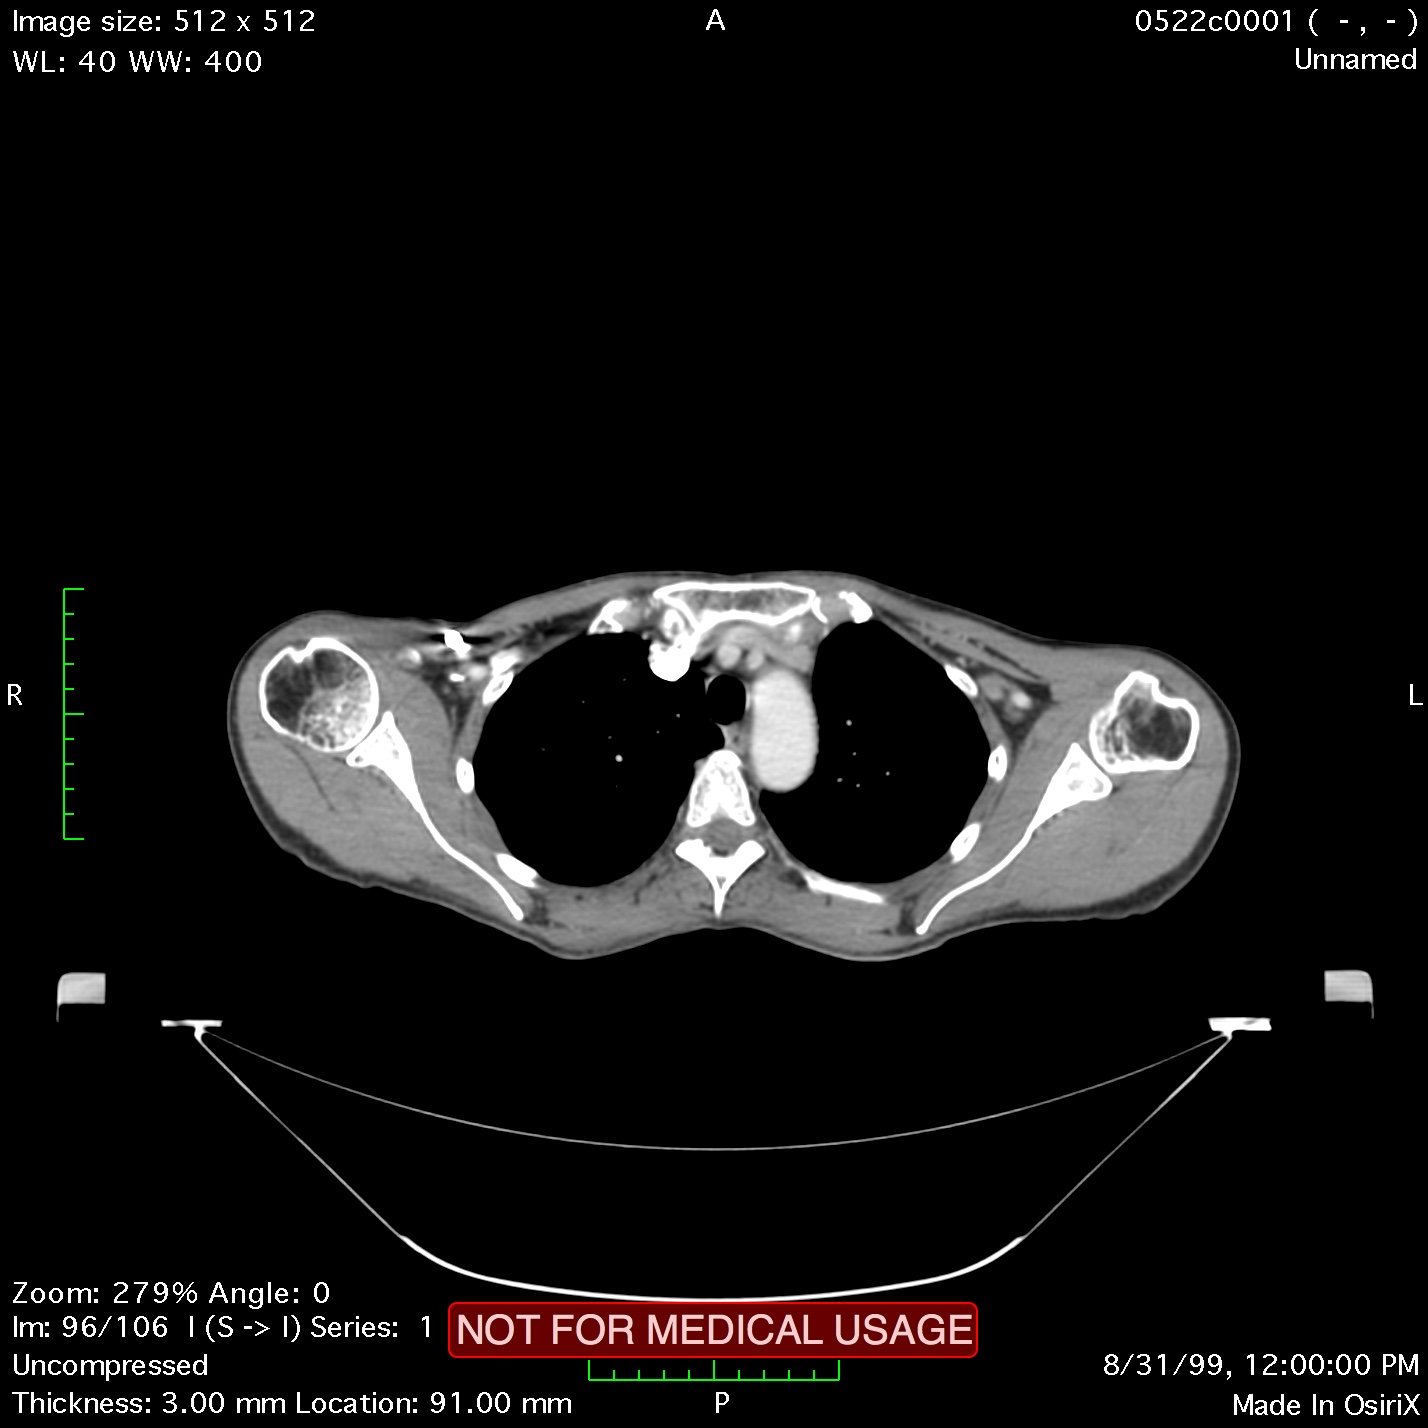 Image size: 512 x 512
WL: 40 WW: 400
A
0522c0001 ( - , - )
Unnamed
R
L
Zoom: 279% Angle: 0
Im: 96/106 I (S -> I) Series: 1
Uncompressed
Thickness: 3.00 mm Location: 91.00 mm
NOT FOR MEDICAL USAGE
P
8/31/99, 12:00:00 PM
Made In OsiriX